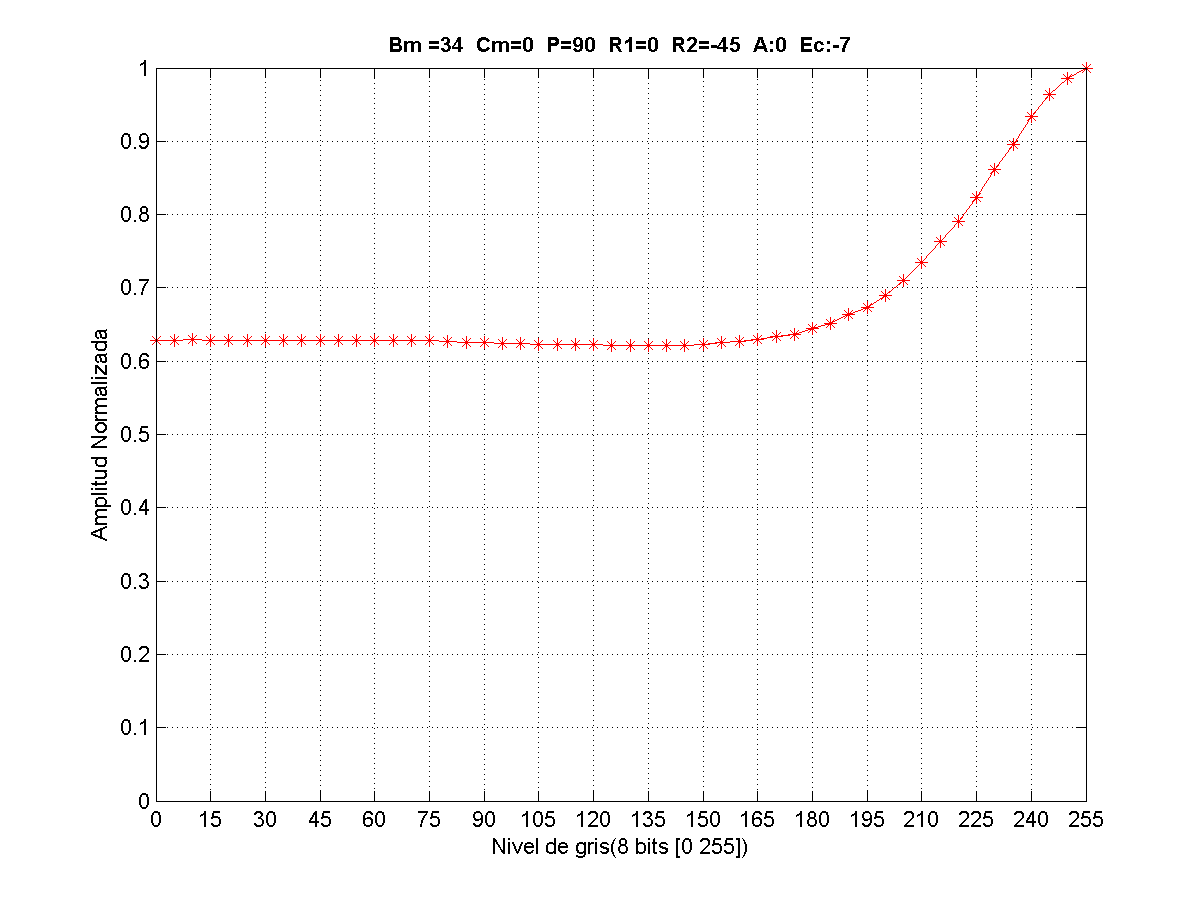 Bm =34  Cm=0  P=90  R1=0  R2=-45  A:0  Ec:-7
1
0.9
0.8
0.7
0.6
0.5
0.4
0.3
0.2
0.1
0
Amplitud Normalizada
0 15 30 45 60 75 90 105 120 135 150 165 180 195 210 225 240 255
Nivel de gris(8 bits [0 255])